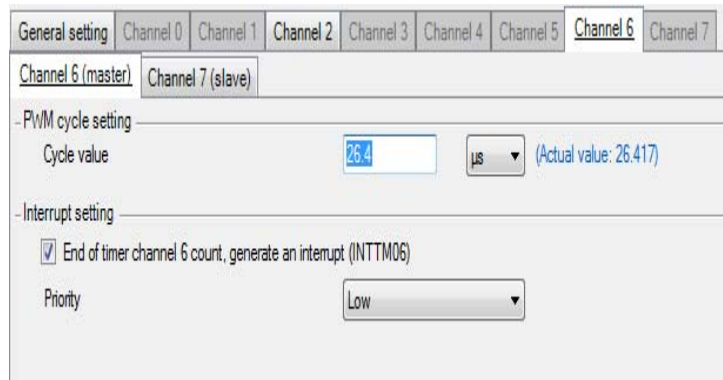 General setting Channel 0 Channel 1 Channel 2 Channel 3 Channel 4 Channel 5 Channel 6 Channel 7
Channel 6 (master) Channel 7 (slave)
PWM cycle setting
Cycle value 26.4 µs (Actual value: 26.417)
Interrupt setting
End of timer channel 6 count, generate an interrupt (INTTM06)
Priority Low